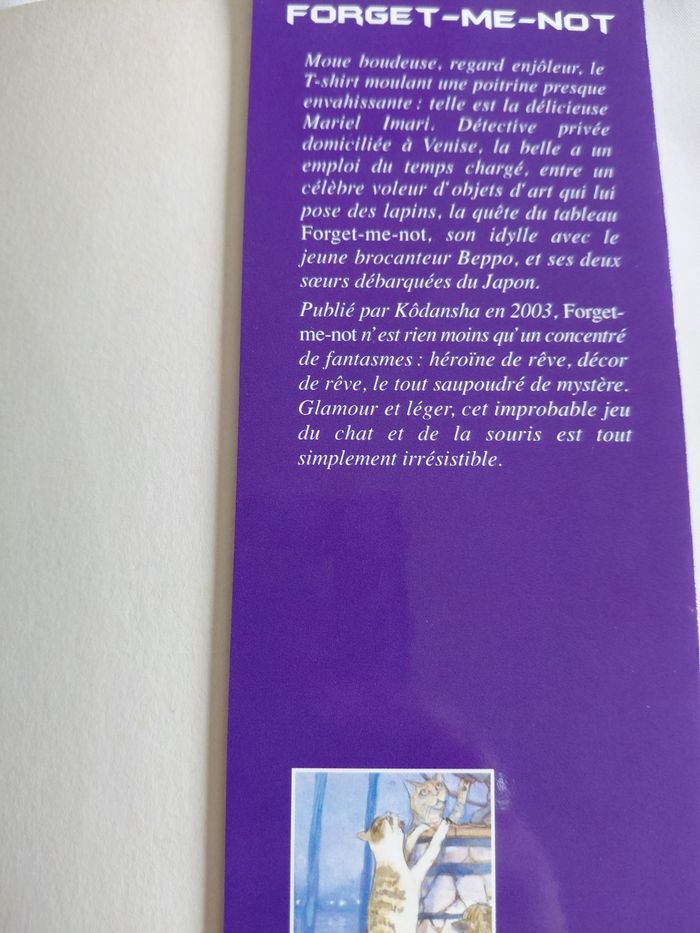 FORGET-ME-NOT
Moue boudeuse, regard enjôleur, le
T-shirt moulant une poitrine presque
envahissante : telle est la délicieuse
Mariel Imari. Détective privée
domiciliée à Venise, la belle a un
emploi du temps chargé, entre un
célèbre voleur d'objets d'art qui lui
pose des lapins, la quête du tableau
Forget-me-not, son idylle avec le
jeune brocanteur Beppo, et ses deux
sœurs débarquées du Japon.
Publié par Kôdansha en 2003, Forget-
me-not n'est rien moins qu'un concentré
de fantasmes : héroïne de rêve, décor
de rêve, le tout saupoudré de mystère.
Glamour et léger, cet improbable jeu
du chat et de la souris est tout
simplement irrésistible.